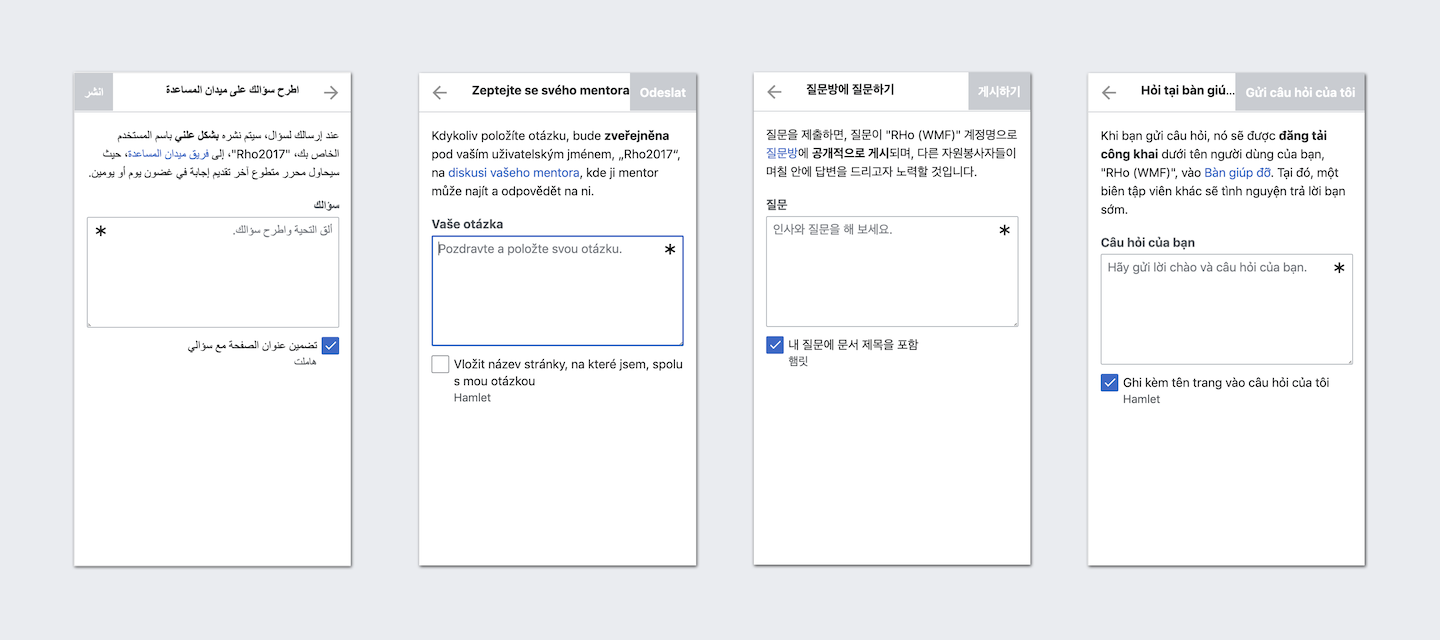 انشر
اطرح سؤالك على ميدان المساعدة
عند إرسالك لسؤال، سيتم نشره بشكل علني باسم المستخدم
الخاص بك، "Rho2017"، إلى فريق ميدان المساعدة، حيث
سيحاول محرر متطوع آخر تقديم إجابة في غضون يوم أو يومين.
سؤالك
ألق التحية واطرح سؤالك.
تضمين عنوان الصفحة مع سؤالي
هاملت
Zeptejte se svého mentora
Odeslat
Kdykoliv položíte otázku, bude zveřejněna
pod vaším uživatelským jménem, „Rho2017“,
na diskusi vašeho mentora, kde ji mentor
může najít a odpovědět na ni.
Vaše otázka
Pozdravte a položte svou otázku.
Vložit název stránky, na které jsem, spolu
s mou otázkou
Hamlet
질문방에 질문하기
게시하기
질문을 제출하면, 질문이 "RHo (WMF)" 계정명으로
질문방에 공개적으로 게시되며, 다른 자원봉사자들이
며칠 안에 답변을 드리고자 노력할 것입니다.
질문
인사와 질문을 해 보세요.
내 질문에 문서 제목을 포함
햄릿
Hỏi tại bàn giú...
Gửi câu hỏi của tôi
Khi bạn gửi câu hỏi, nó sẽ được đăng tải
công khai dưới tên người dùng của bạn,
"RHo (WMF)", vào Bàn giúp đỡ. Tại đó, một
biên tập viên khác sẽ tình nguyện trả lời bạn
sớm.
Câu hỏi của bạn
Hãy gửi lời chào và câu hỏi của bạn.
Ghi kèm tên trang vào câu hỏi của tôi
Hamlet